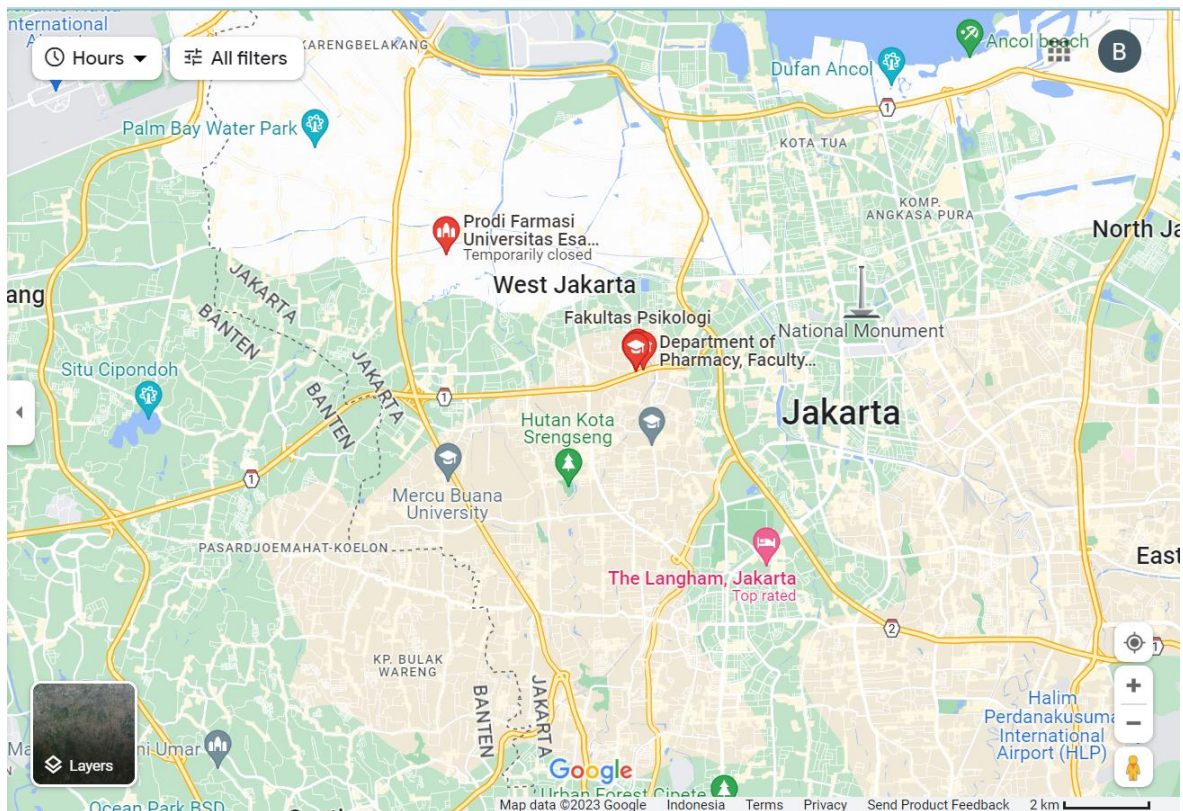 International
Hours
All filters
KARENGBELAKANG
Ancol beach
B
Dufan Ancol
1
Palm Bay Water Park
KOTA TUA
KOMP.
ANGKASA PURA
Prodi Farmasi
Universitas Esa...
Temporarily closed
North Ja
JAKARTA
BANTEN
West Jakarta
ang
Fakultas Psikologi
National Monument
Department of
Pharmacy, Faculty...
Situ Cipondoh
JAKARTA
BANTEN
1
Jakarta
Hutan Kota
Srengseng
1
Mercu Buana
University
PASARDJOEMAHAT-KOELON
East
The Langham, Jakarta
Top rated
2
1
KP. BULAK
WARENG
BANTEN
JAKARTA
Halim
Perdanakusuma
International
Airport (HLP)
ni Umar
Layers
Google
Urban Forest Cipete
Ocean Park BSD
Map data ©2023 Google
Indonesia
Terms
Privacy
Send Product Feedback
2 km